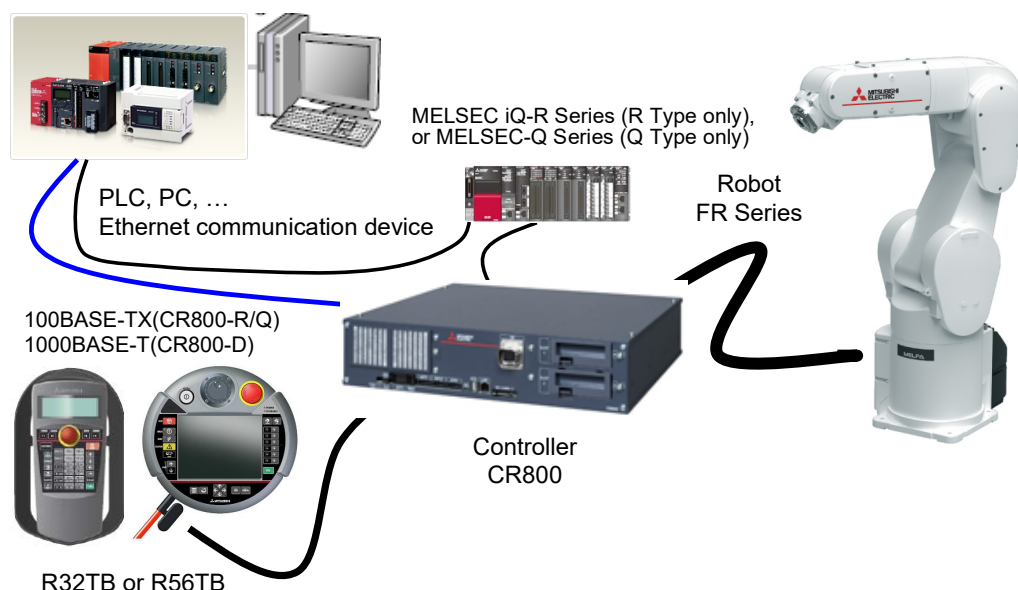 MELSEC iQ-R Series (R Type only),
or MELSEC-Q Series (Q Type only)
PLC, PC, …
Ethernet communication device
Robot
FR Series
MITSUBISHI
ELECTRIC
100BASE-TX(CR800-R/Q)
1000BASE-T(CR800-D)
MELFA
Controller
CR800
R32TB or R56TB